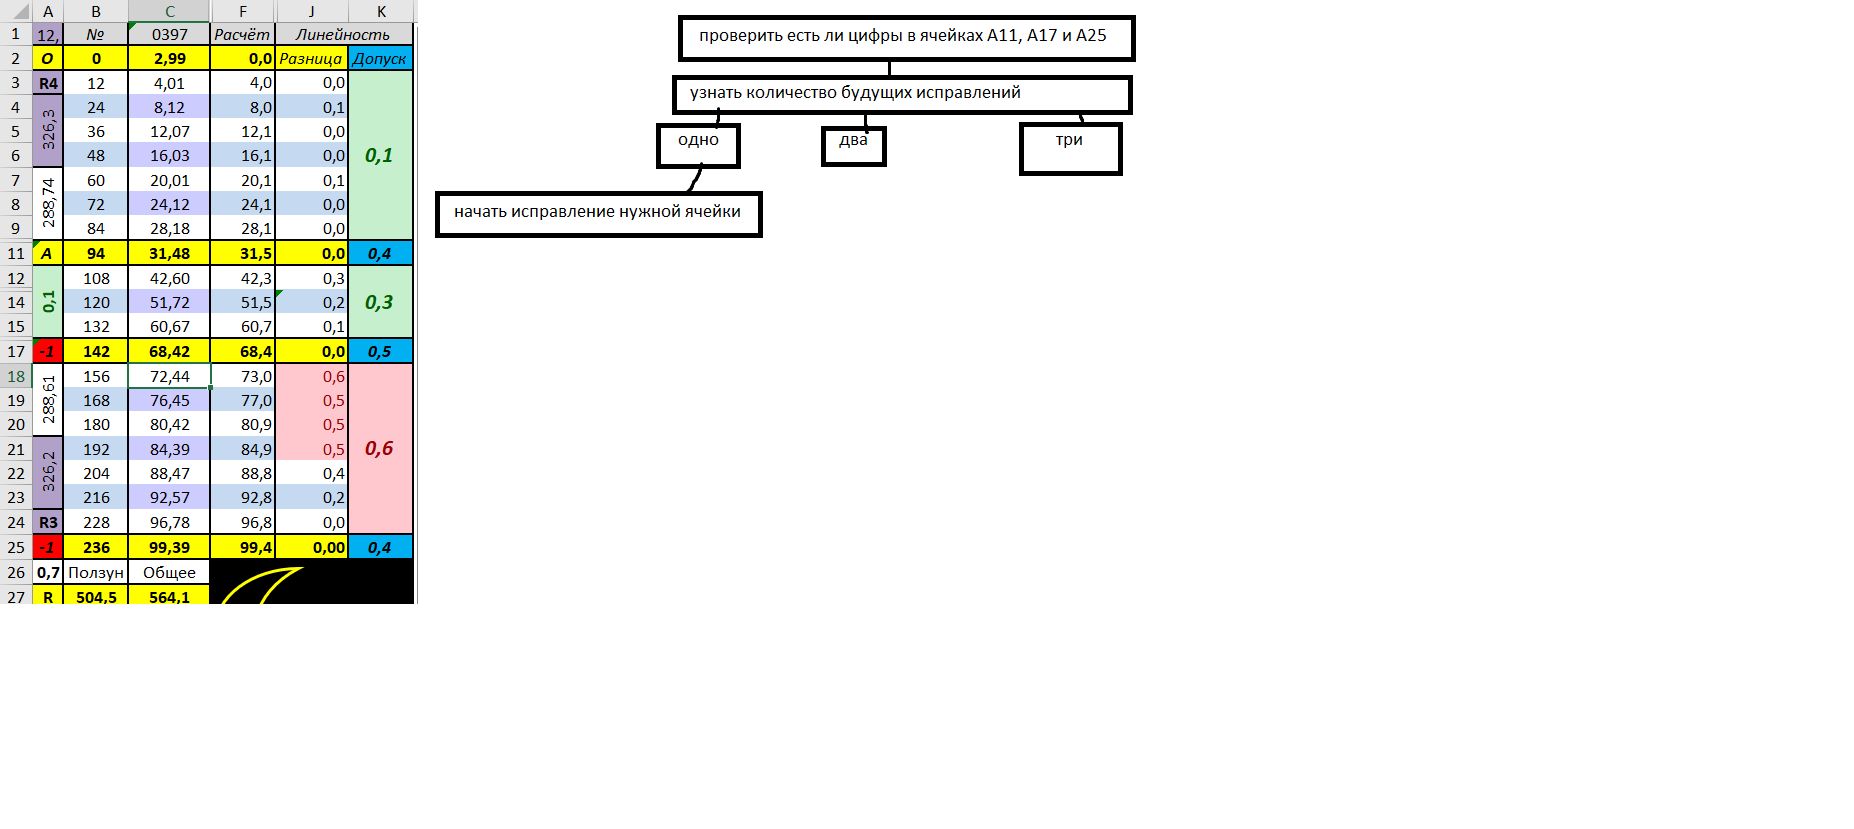 A B C F J K
1 12, № 0397 Расчёт Линейность
2 О 0 2,99 0,0 Разница Допуск
3 R4 12 4,01 4,0 0,0
4 326,3 24 8,12 8,0 0,1
5 36 12,07 12,1 0,0
6 48 16,03 16,1 0,0 0,1
7 288,74 60 20,01 20,1 0,1
8 72 24,12 24,1 0,0
9 84 28,18 28,1 0,0
11 А 94 31,48 31,5 0,0 0,4
12 108 42,60 42,3 0,3
14 0,1 120 51,72 51,5 0,2 0,3
15 132 60,67 60,7 0,1
17 -1 142 68,42 68,4 0,0 0,5
18 288,61 156 72,44 73,0 0,6
19 168 76,45 77,0 0,5
20 180 80,42 80,9 0,5
21 326,2 192 84,39 84,9 0,5 0,6
22 204 88,47 88,8 0,4
23 216 92,57 92,8 0,2
24 R3 228 96,78 96,8 0,0
25 -1 236 99,39 99,4 0,00 0,4
26 0,7 Ползун Общее
27 R 504,5 564,1
проверить есть ли цифры в ячейках А11, А17 и А25
узнать количество будущих исправлений
одно два три
начать исправление нужной ячейки